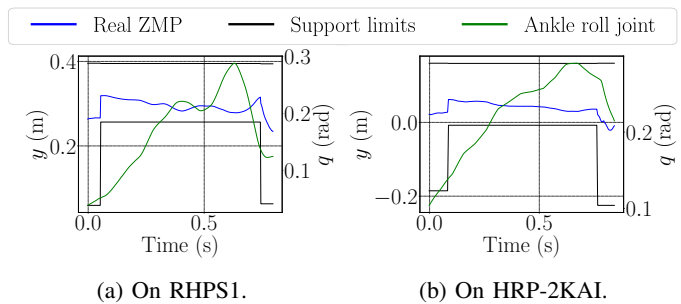 Real ZMP Support limits Ankle roll joint
0.4
0.2
y (m)
0.3
0.2
0.1
q (rad)
0.0 0.5
Time (s)
(a) On RHPS1.
0.0
−0.2
y (m)
0.2
0.1
q (rad)
0.0 0.5
Time (s)
(b) On HRP-2KAI.